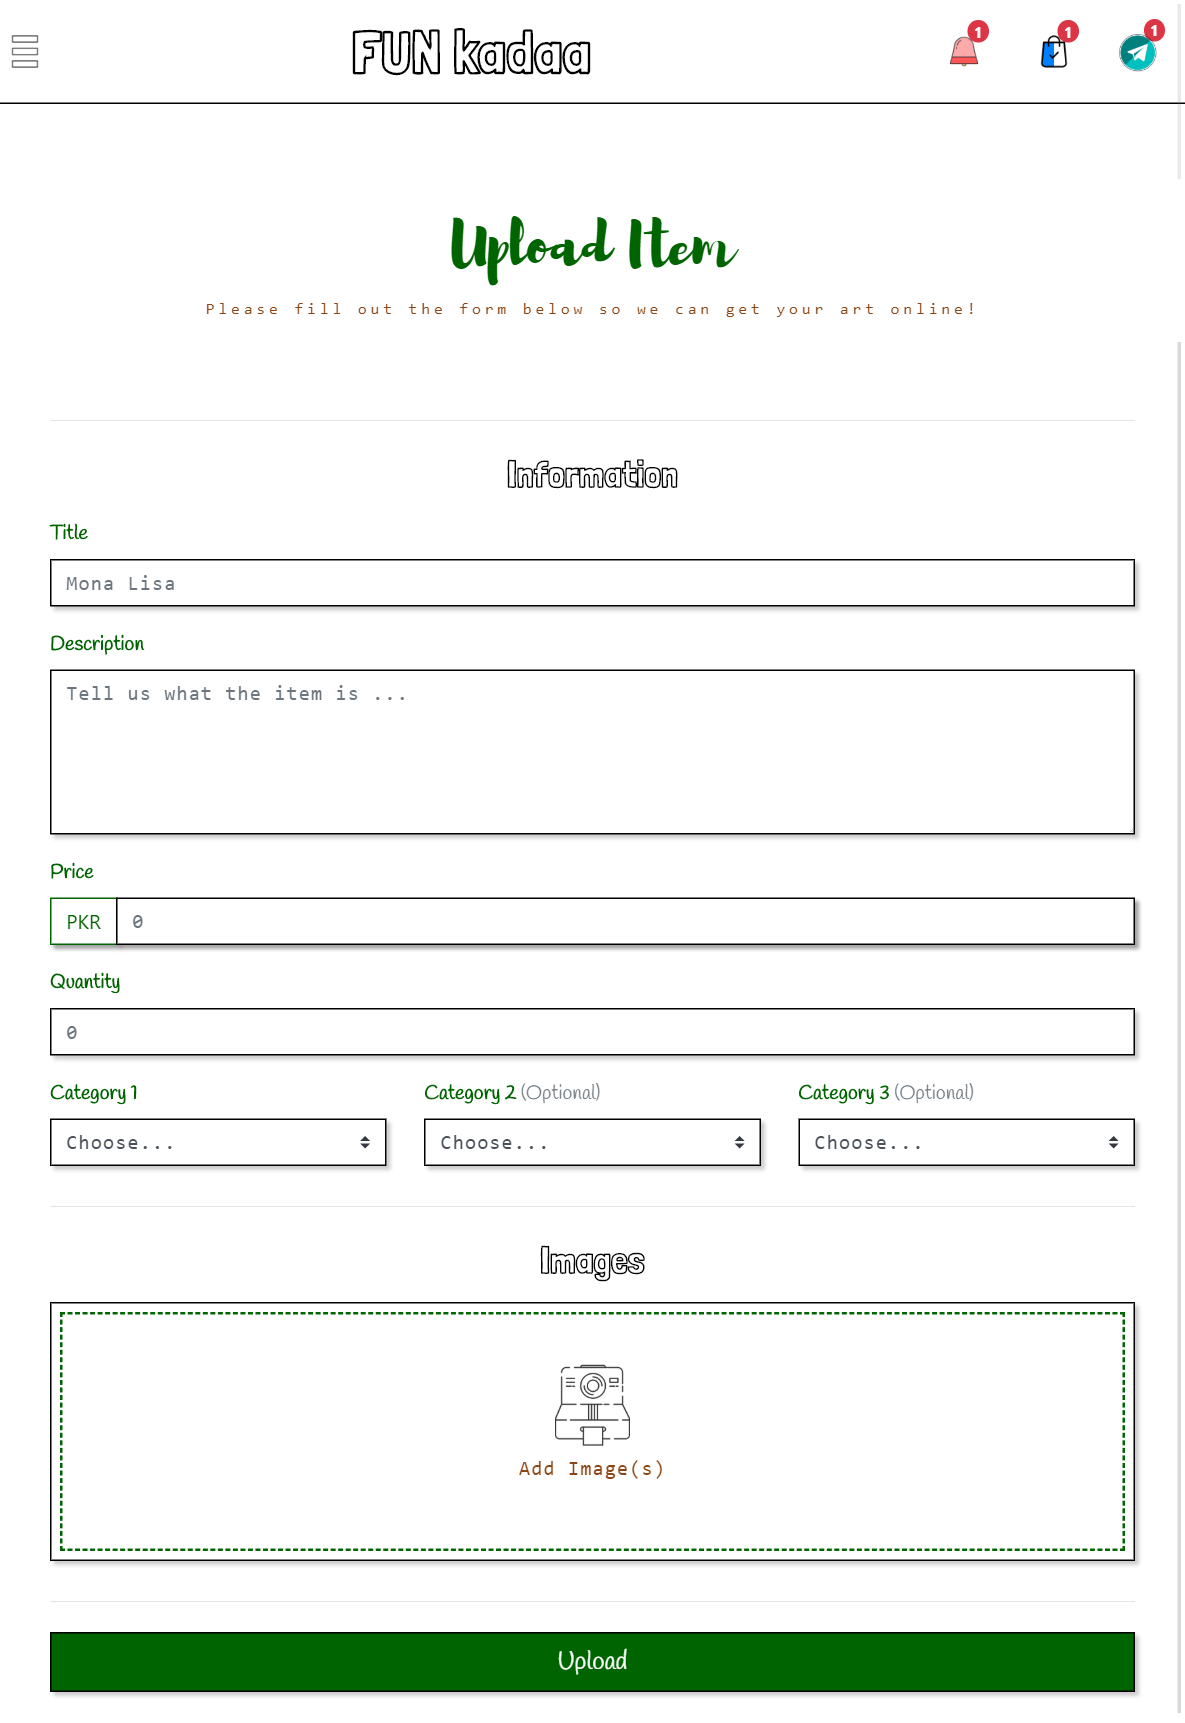 FUN kadaa
1
1
1
Upload Item
Please fill out the form below so we can get your art online!
Information
Title
Mona Lisa
Description
Tell us what the item is ...
Price
PKR 0
Quantity
0
Category 1 Category 2 (Optional) Category 3 (Optional)
Choose... Choose... Choose...
Images
Add Image(s)
Upload